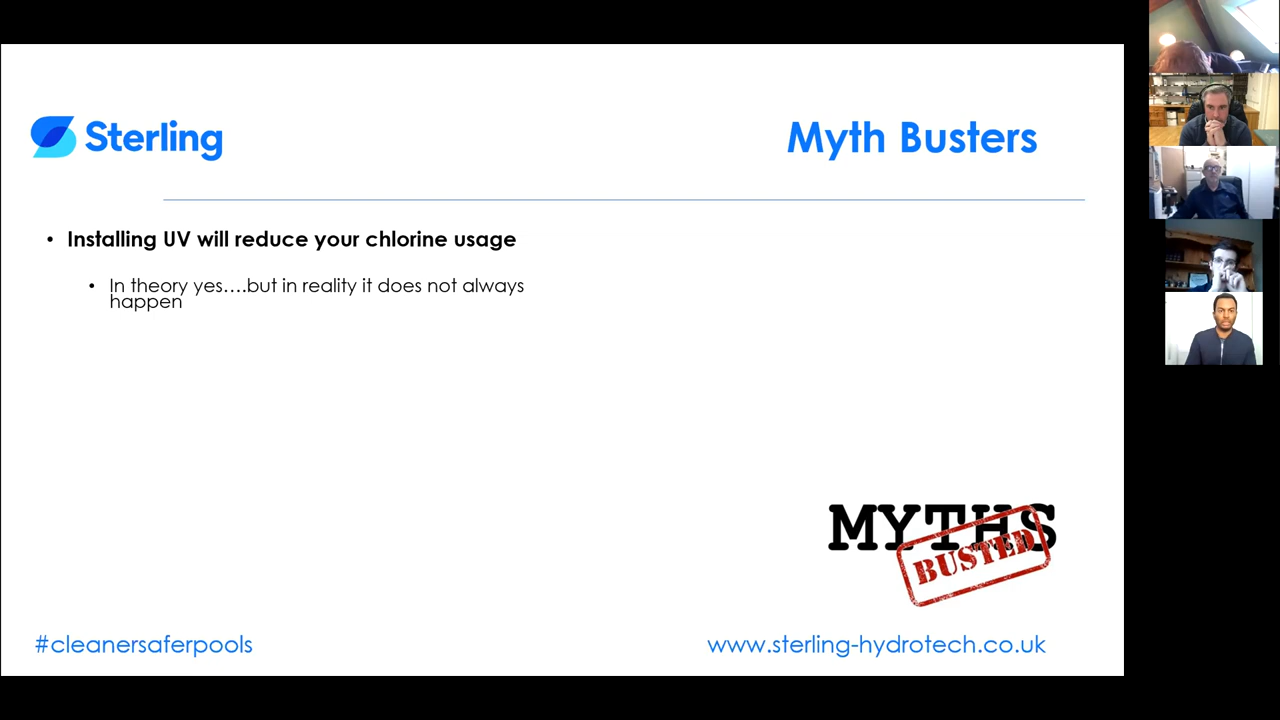 Sterling
Myth Busters
• Installing UV will reduce your chlorine usage
• In theory yes....but in reality it does not always
happen
MYTHS
BUSTED
#cleanersaferpools
www.sterling-hydrotech.co.uk